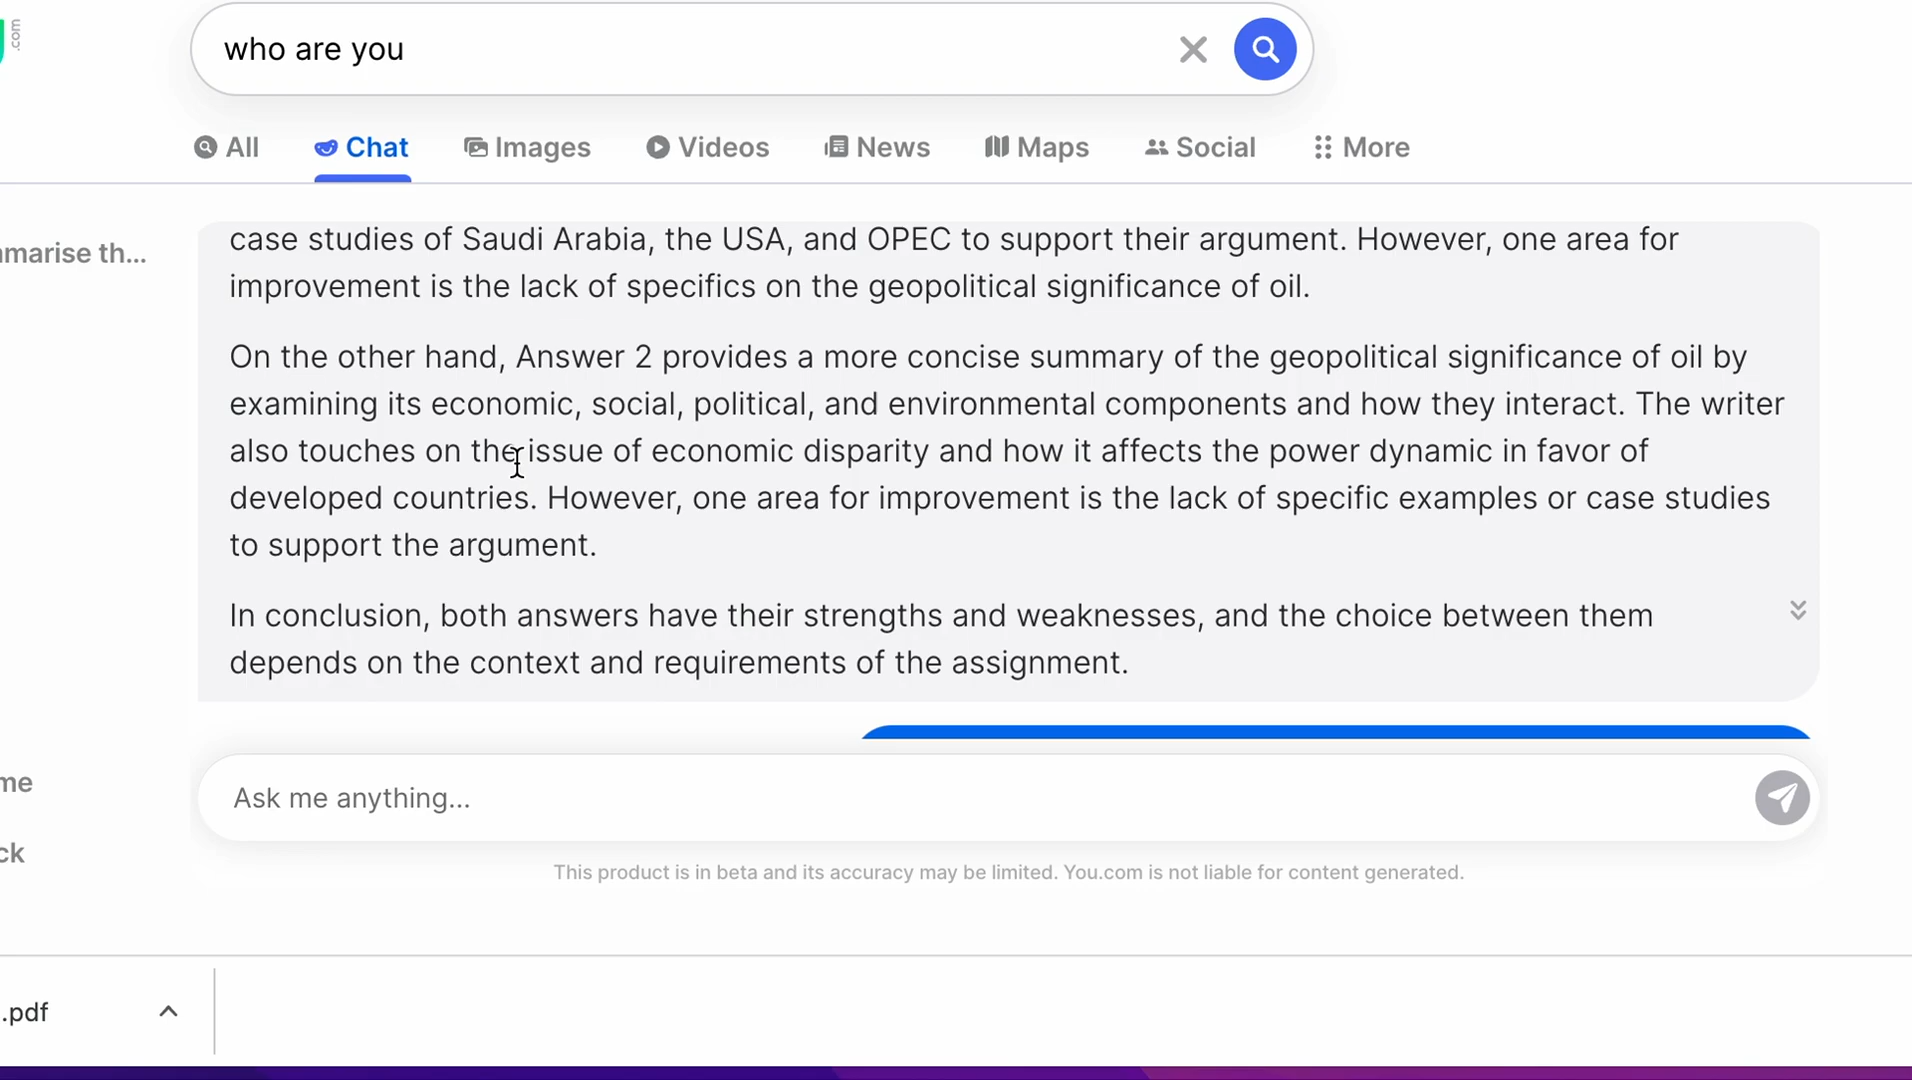 .com
who are you
All Chat Images Videos News Maps Social More
marise th...
case studies of Saudi Arabia, the USA, and OPEC to support their argument. However, one area for
improvement is the lack of specifics on the geopolitical significance of oil.
On the other hand, Answer 2 provides a more concise summary of the geopolitical significance of oil by
examining its economic, social, political, and environmental components and how they interact. The writer
also touches on the issue of economic disparity and how it affects the power dynamic in favor of
developed countries. However, one area for improvement is the lack of specific examples or case studies
to support the argument.
In conclusion, both answers have their strengths and weaknesses, and the choice between them
depends on the context and requirements of the assignment.
me
Ask me anything...
ck
This product is in beta and its accuracy may be limited. You.com is not liable for content generated.
.pdf